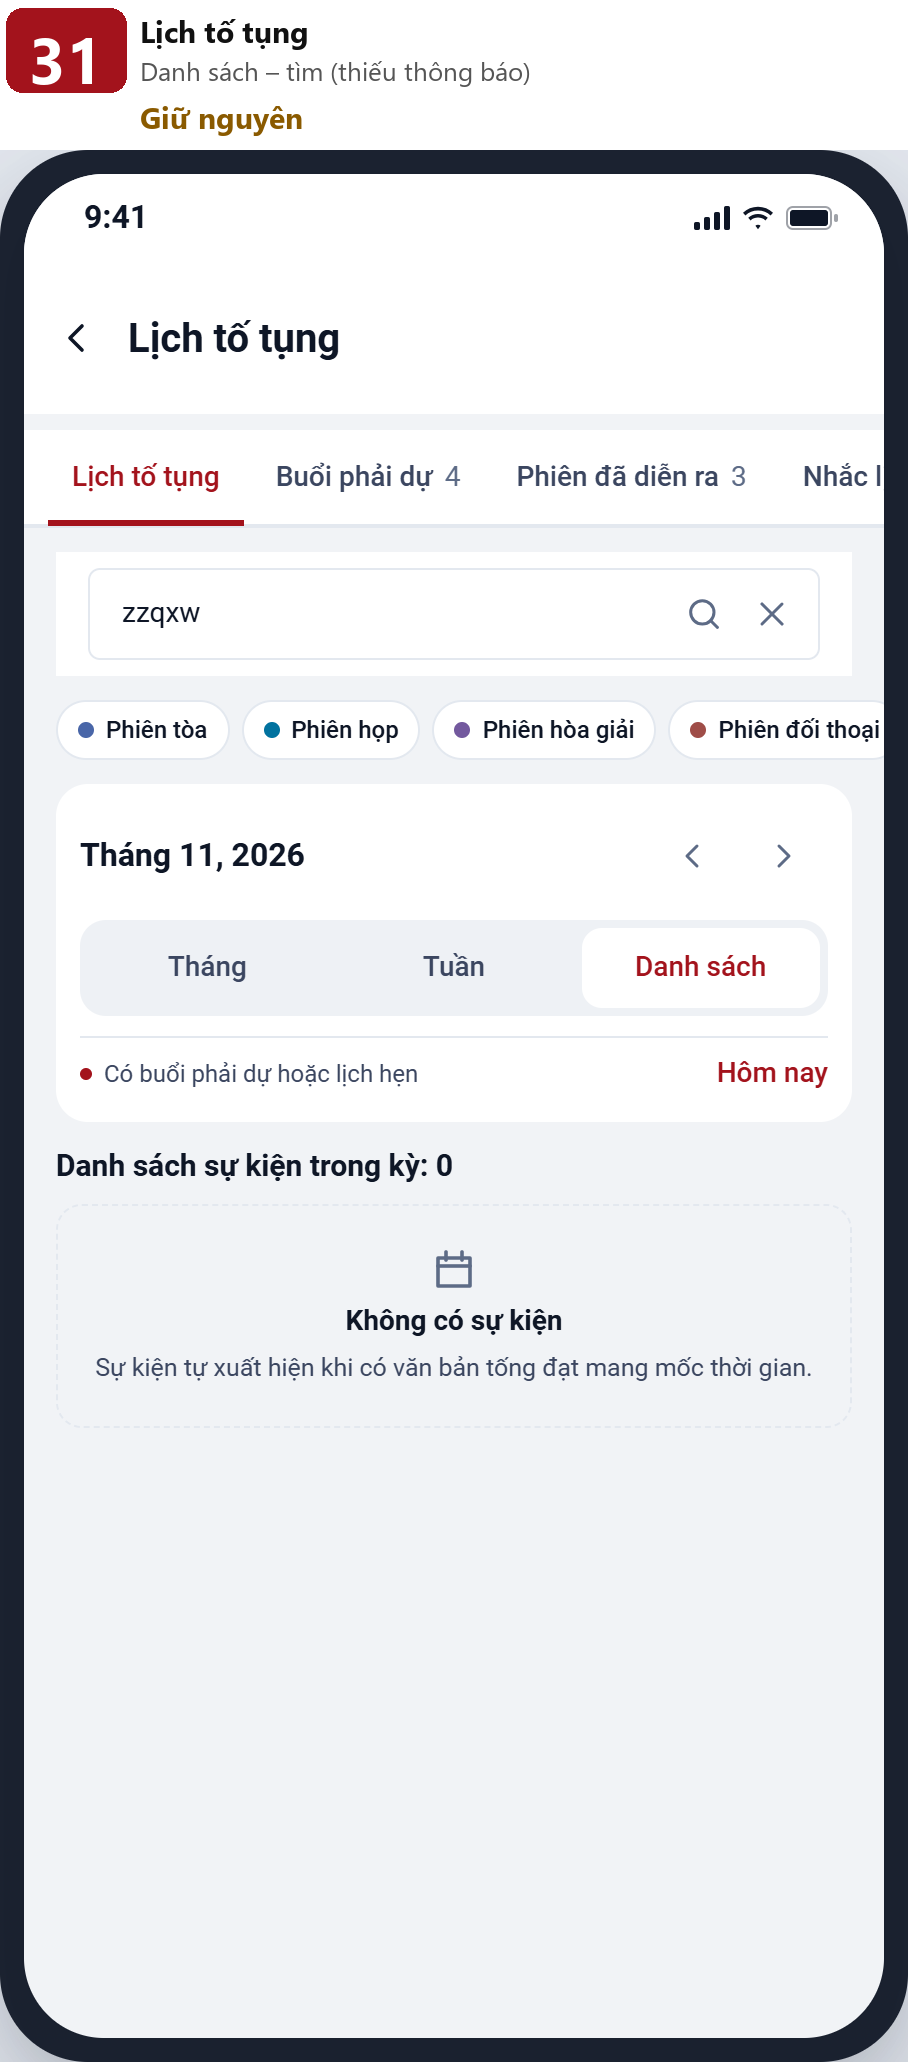 31
Lịch tố tụng
Danh sách – tìm (thiếu thông báo)
Giữ nguyên
9:41
Lịch tố tụng
Lịch tố tụng Buổi phải dự 4 Phiên đã diễn ra 3 Nhắc l
zzqxw
Phiên tòa Phiên họp Phiên hòa giải Phiên đối thoại
Tháng 11, 2026
Tháng Tuần Danh sách
Có buổi phải dự hoặc lịch hẹn Hôm nay
Danh sách sự kiện trong kỳ: 0
Không có sự kiện
Sự kiện tự xuất hiện khi có văn bản tống đạt mang mốc thời gian.